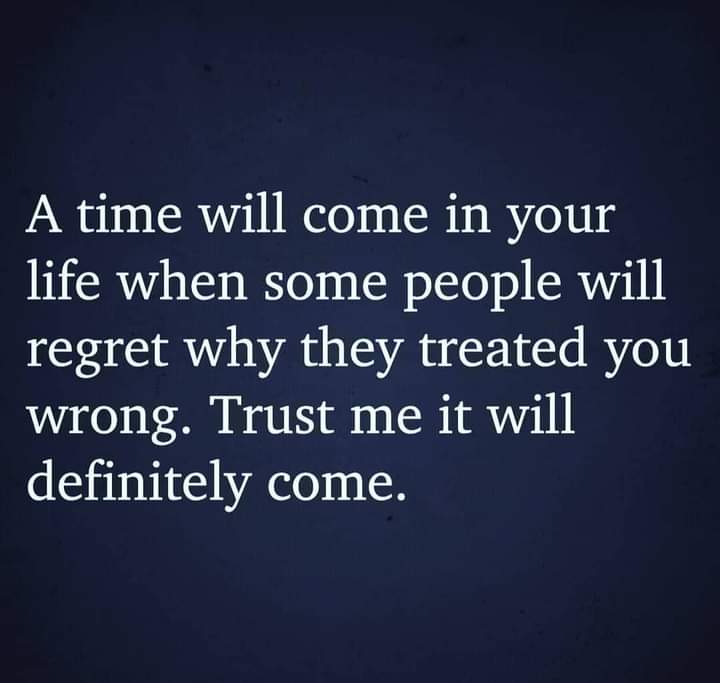 A time will come in your
life when some people will
regret why they treated you
wrong. Trust me it will
definitely come.